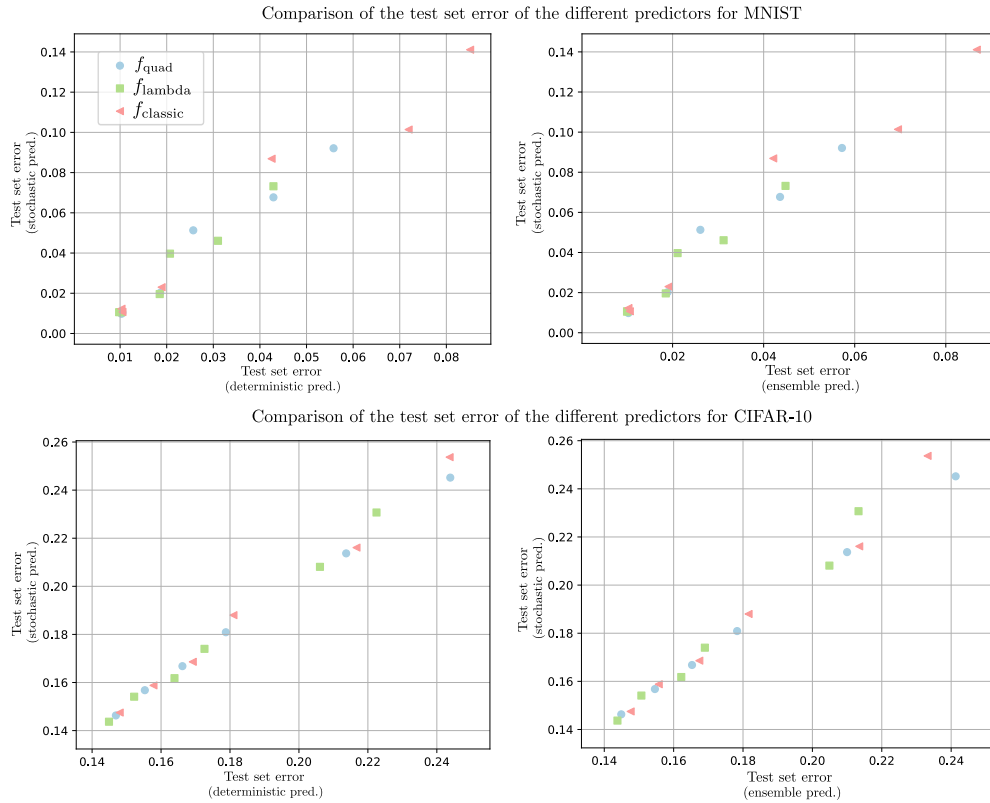 Comparison of the test set error of the different predictors for MNIST
0.14
0.12
0.10
0.08
0.06
0.04
0.02
0.00
Test set error
(stochastic pred.)
f_quad
f_lambda
f_classic
0.01 0.02 0.03 0.04 0.05 0.06 0.07 0.08
Test set error
(deterministic pred.)
0.14
0.12
0.10
0.08
0.06
0.04
0.02
0.00
Test set error
(stochastic pred.)
0.02 0.04 0.06 0.08
Test set error
(ensemble pred.)
Comparison of the test set error of the different predictors for CIFAR-10
0.26
0.24
0.22
0.20
0.18
0.16
0.14
Test set error
(stochastic pred.)
0.14 0.16 0.18 0.20 0.22 0.24
Test set error
(deterministic pred.)
0.26
0.24
0.22
0.20
0.18
0.16
0.14
Test set error
(stochastic pred.)
0.14 0.16 0.18 0.20 0.22 0.24
Test set error
(ensemble pred.)